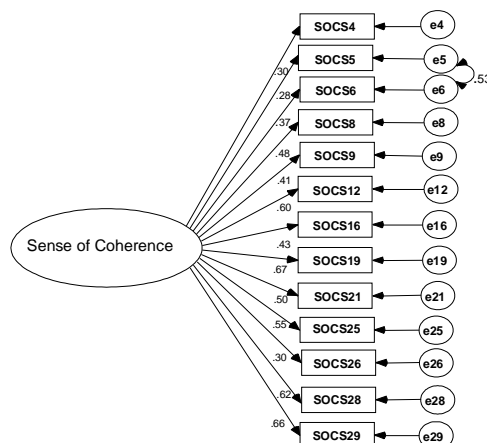 SOCS4
e4
SOCS5
e5
.30
.53
SOCS6
e6
.28
SOCS8
e8
.37
SOCS9
e9
.48
SOCS12
e12
.41
.60
SOCS16
e16
Sense of Coherence
.43
SOCS19
e19
.67
SOCS21
e21
.50
SOCS25
e25
.55
SOCS26
e26
.30
SOCS28
e28
.62
SOCS29
e29
.66